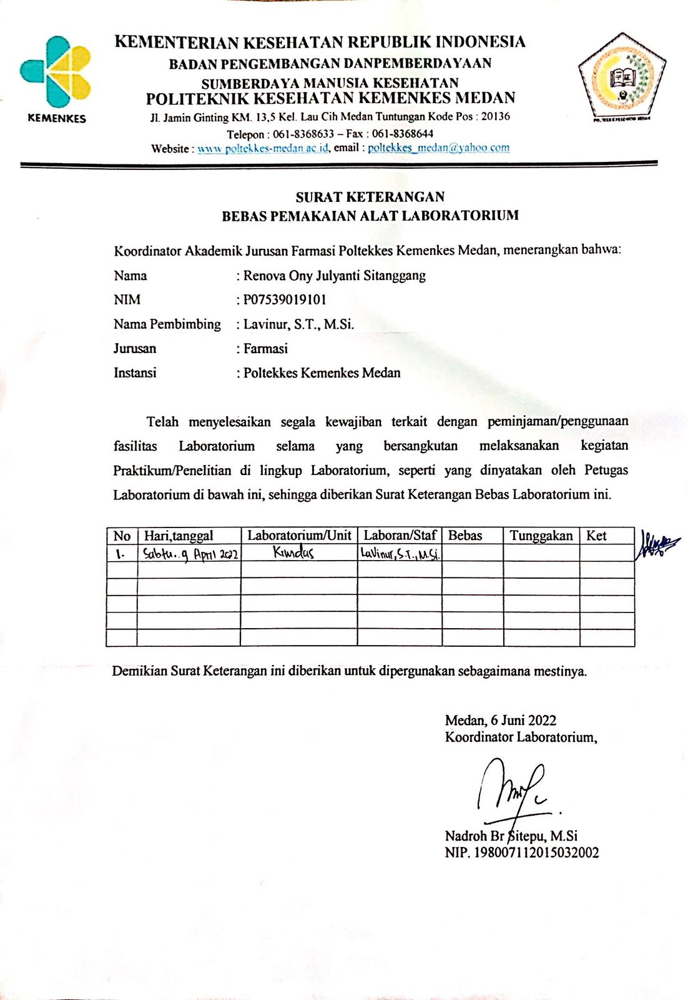 KEMENTERIAN KESEHATAN REPUBLIK INDONESIA
BADAN PENGEMBANGAN DANPEMBERDAYAAN
SUMBERDAYA MANUSIA KESEHATAN
POLITEKNIK KESEHATAN KEMENKES MEDAN
Jl. Jamin Ginting KM. 13,5 Kel. Lau Cih Medan Tuntungan Kode Pos : 20136
Telepon : 061-8368633 – Fax : 061-8368644
Website : www.poltekkes-medan.ac.id, email : poltekkes_medan@yahoo.com
KEMENKES
POLITEKNIK KESEHATAN MEDAN
SURAT KETERANGAN
BEBAS PEMAKAIAN ALAT LABORATORIUM
Koordinator Akademik Jurusan Farmasi Poltekkes Kemenkes Medan, menerangkan bahwa:
Nama : Renova Ony Julyanti Sitanggang
NIM : P07539019101
Nama Pembimbing : Lavinur, S.T., M.Si.
Jurusan : Farmasi
Instansi : Poltekkes Kemenkes Medan
Telah menyelesaikan segala kewajiban terkait dengan peminjaman/penggunaan
fasilitas Laboratorium selama yang bersangkutan melaksanakan kegiatan
Praktikum/Penelitian di lingkup Laboratorium, seperti yang dinyatakan oleh Petugas
Laboratorium di bawah ini, sehingga diberikan Surat Keterangan Bebas Laboratorium ini.
No Hari,tanggal Laboratorium/Unit Laboran/Staf Bebas Tunggakan Ket
1. Sabtu, 9 April 2022 Kimdas Lavinur, S.T., M.Si.
Demikian Surat Keterangan ini diberikan untuk dipergunakan sebagaimana mestinya.
Medan, 6 Juni 2022
Koordinator Laboratorium,
Nadroh Br Sitepu, M.Si
NIP. 198007112015032002